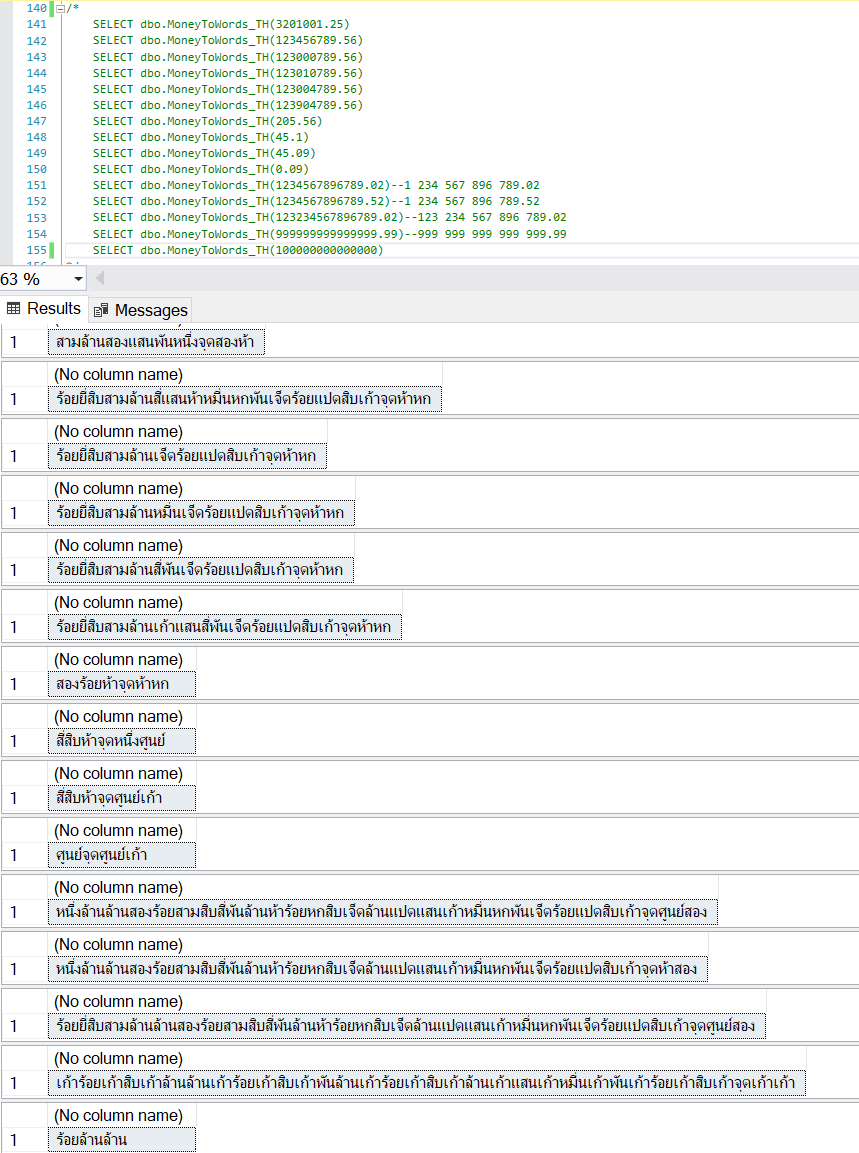 140 /*
141 SELECT dbo.MoneyToWords_TH(3201001.25)
142 SELECT dbo.MoneyToWords_TH(123456789.56)
143 SELECT dbo.MoneyToWords_TH(123000789.56)
144 SELECT dbo.MoneyToWords_TH(123010789.56)
145 SELECT dbo.MoneyToWords_TH(123004789.56)
146 SELECT dbo.MoneyToWords_TH(123904789.56)
147 SELECT dbo.MoneyToWords_TH(205.56)
148 SELECT dbo.MoneyToWords_TH(45.1)
149 SELECT dbo.MoneyToWords_TH(45.09)
150 SELECT dbo.MoneyToWords_TH(0.09)
151 SELECT dbo.MoneyToWords_TH(1234567896789.02)--1 234 567 896 789.02
152 SELECT dbo.MoneyToWords_TH(1234567896789.52)--1 234 567 896 789.52
153 SELECT dbo.MoneyToWords_TH(123234567896789.02)--123 234 567 896 789.02
154 SELECT dbo.MoneyToWords_TH(999999999999999.99)--999 999 999 999 999.99
155 SELECT dbo.MoneyToWords_TH(100000000000000)
63 %
Results Messages
1 สามล้านสองแสนพันหนึ่งจุดสองห้า
(No column name)
1 ร้อยยี่สิบสามล้านสี่แสนห้าหมื่นหกพันเจ็ดร้อยแปดสิบเก้าจุดห้าหก
(No column name)
1 ร้อยยี่สิบสามล้านเจ็ดร้อยแปดสิบเก้าจุดห้าหก
(No column name)
1 ร้อยยี่สิบสามล้านหมื่นเจ็ดร้อยแปดสิบเก้าจุดห้าหก
(No column name)
1 ร้อยยี่สิบสามล้านสี่พันเจ็ดร้อยแปดสิบเก้าจุดห้าหก
(No column name)
1 ร้อยยี่สิบสามล้านเก้าแสนสี่พันเจ็ดร้อยแปดสิบเก้าจุดห้าหก
(No column name)
1 สองร้อยห้าจุดห้าหก
(No column name)
1 สี่สิบห้าจุดหนึ่งศูนย์
(No column name)
1 สี่สิบห้าจุดศูนย์เก้า
(No column name)
1 ศูนย์จุดศูนย์เก้า
(No column name)
1 หนึ่งล้านล้านสองร้อยสามสิบสี่พันล้านห้าร้อยหกสิบเจ็ดล้านแปดแสนเก้าหมื่นหกพันเจ็ดร้อยแปดสิบเก้าจุดศูนย์สอง
(No column name)
1 หนึ่งล้านล้านสองร้อยสามสิบสี่พันล้านห้าร้อยหกสิบเจ็ดล้านแปดแสนเก้าหมื่นหกพันเจ็ดร้อยแปดสิบเก้าจุดห้าสอง
(No column name)
1 ร้อยยี่สิบสามล้านล้านสองร้อยสามสิบสี่พันล้านห้าร้อยหกสิบเจ็ดล้านแปดแสนเก้าหมื่นหกพันเจ็ดร้อยแปดสิบเก้าจุดศูนย์สอง
(No column name)
1 เก้าร้อยเก้าสิบเก้าล้านล้านเก้าร้อยเก้าสิบเก้าพันล้านเก้าร้อยเก้าสิบเก้าล้านเก้าแสนเก้าหมื่นเก้าพันเก้าร้อยเก้าสิบเก้าจุดเก้าเก้า
(No column name)
1 ร้อยล้านล้าน